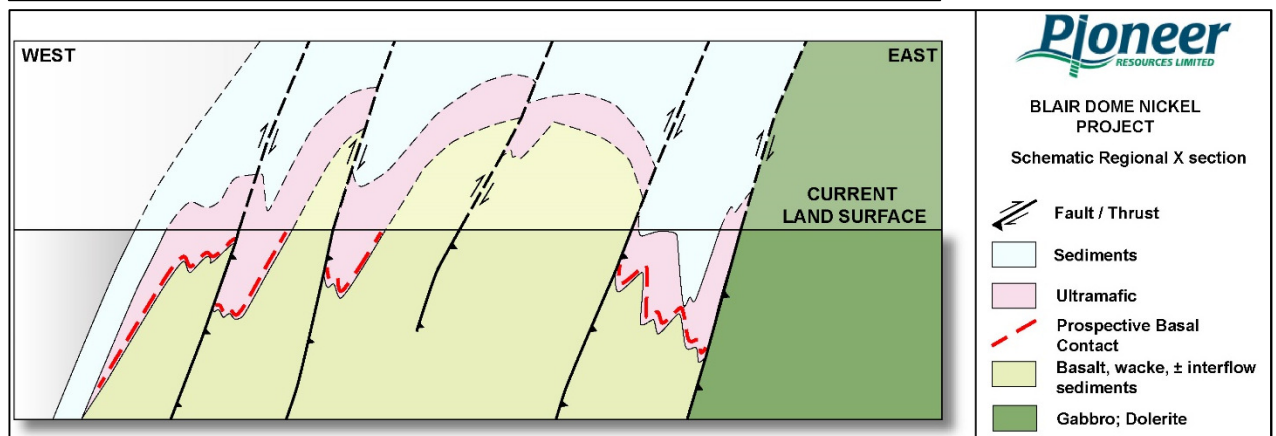 WEST
EAST
CURRENT
LAND SURFACE
Pioneer
RESOURCES LIMITED
BLAIR DOME NICKEL
PROJECT
Schematic Regional X section
Fault / Thrust
Sediments
Ultramafic
Prospective Basal
Contact
Basalt, wacke, ± interflow
sediments
Gabbro; Dolerite